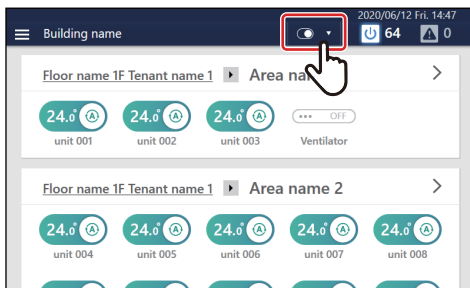 2020/06/12 Fri. 14:47
Building name
64
0
Floor name 1F Tenant name 1 Area na
24.0° A 24.0° A 24.0° A OFF
unit 001 unit 002 unit 003 Ventilator
Floor name 1F Tenant name 1 Area name 2
24.0° A 24.0° A 24.0° A 24.0° A 24.0° A
unit 004 unit 005 unit 006 unit 007 unit 008